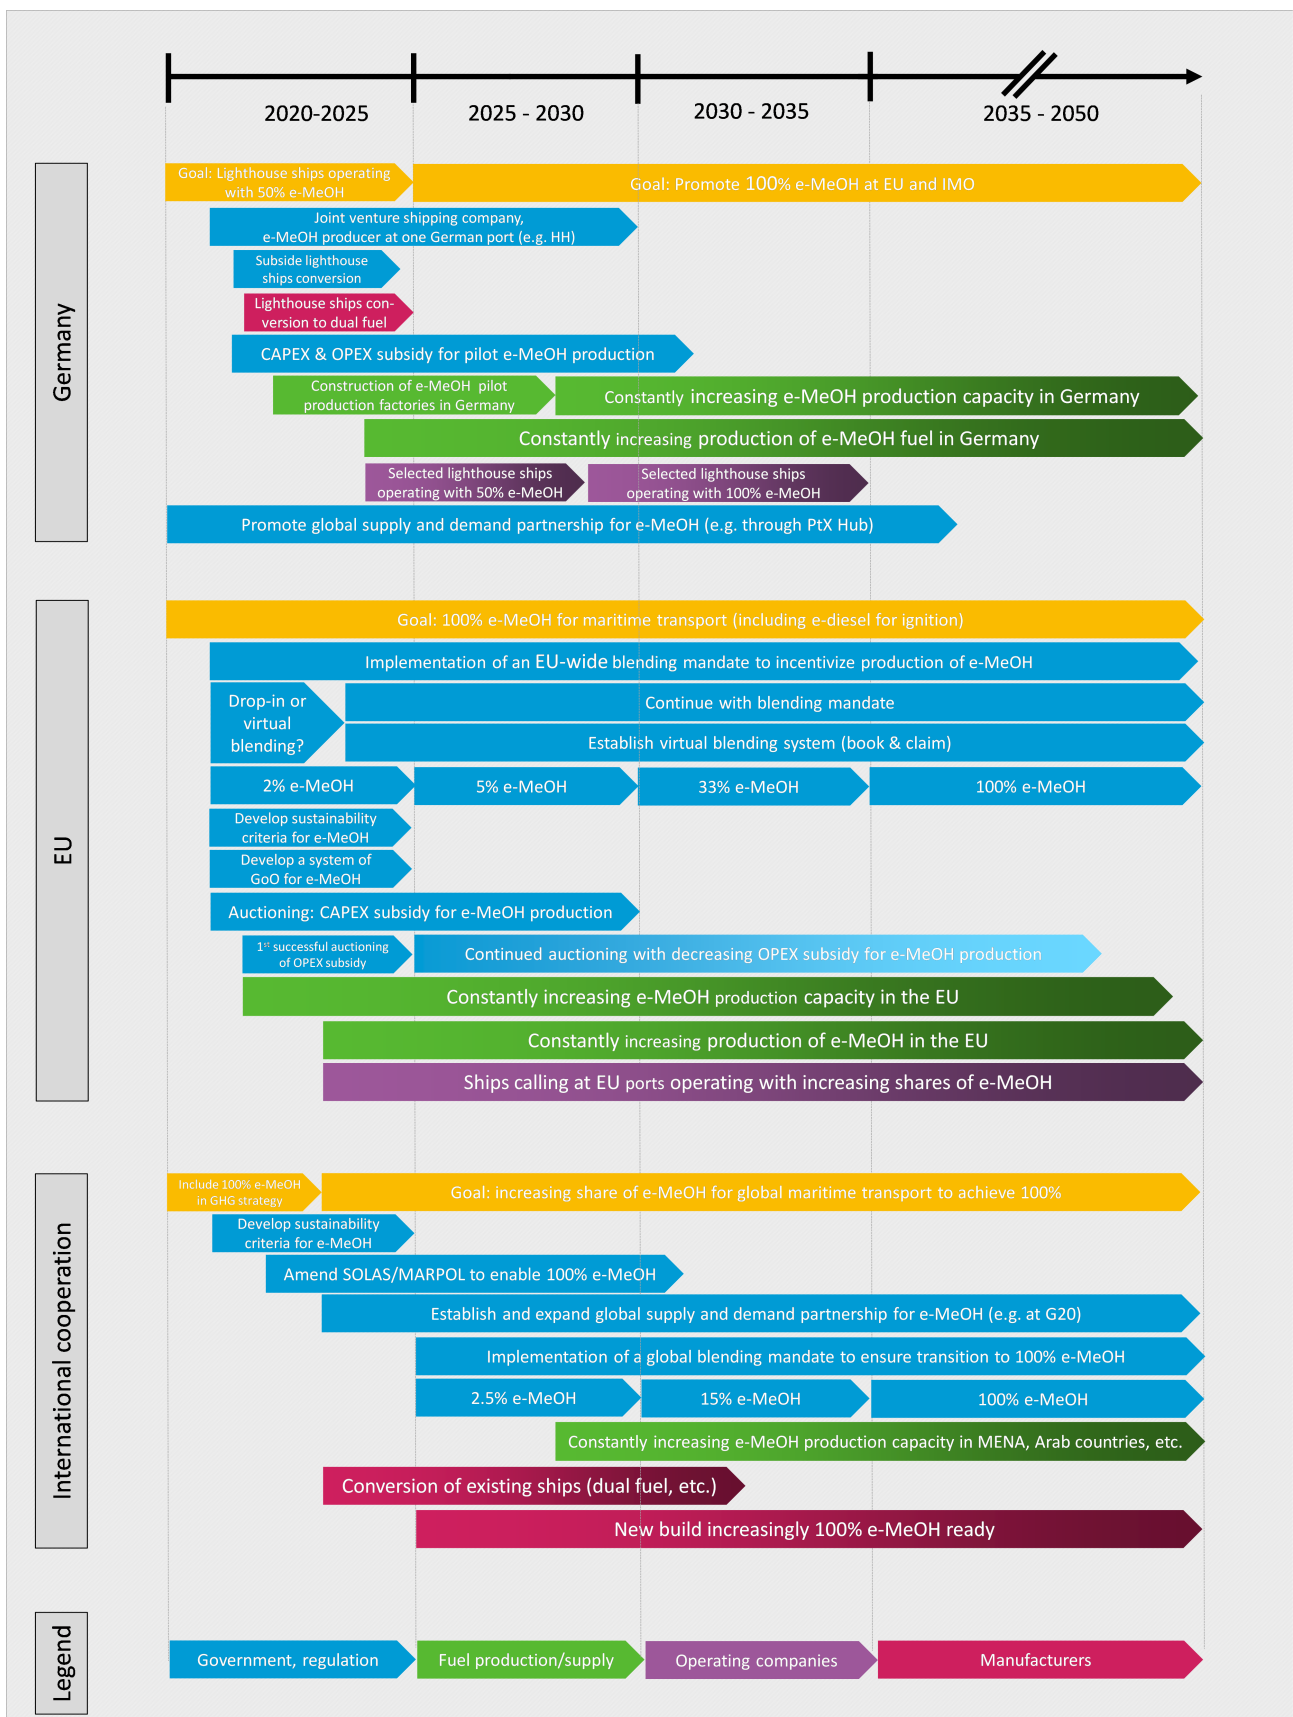 2020-2025
2025 - 2030
2030 - 2035
2035 - 2050
Germany
Goal: Lighthouse ships operating
with 50% e-MeOH
Goal: Promote 100% e-MeOH at EU and IMO
Joint venture shipping company,
e-MeOH producer at one German port (e.g. HH)
Subside lighthouse
ships conversion
Lighthouse ships con-
version to dual fuel
CAPEX & OPEX subsidy for pilot e-MeOH production
Construction of e-MeOH pilot
production factories in Germany
Constantly increasing e-MeOH production capacity in Germany
Constantly increasing production of e-MeOH fuel in Germany
Selected lighthouse ships
operating with 50% e-MeOH
Selected lighthouse ships
operating with 100% e-MeOH
Promote global supply and demand partnership for e-MeOH (e.g. through PtX Hub)
EU
Goal: 100% e-MeOH for maritime transport (including e-diesel for ignition)
Implementation of an EU-wide blending mandate to incentivize production of e-MeOH
Drop-in or
virtual
blending?
Continue with blending mandate
Establish virtual blending system (book & claim)
2% e-MeOH
5% e-MeOH
33% e-MeOH
100% e-MeOH
Develop sustainability
criteria for e-MeOH
Develop a system of
GoO for e-MeOH
Auctioning: CAPEX subsidy for e-MeOH production
1st successful auctioning
of OPEX subsidy
Continued auctioning with decreasing OPEX subsidy for e-MeOH production
Constantly increasing e-MeOH production capacity in the EU
Constantly increasing production of e-MeOH in the EU
Ships calling at EU ports operating with increasing shares of e-MeOH
International cooperation
Include 100% e-MeOH
in GHG strategy
Goal: increasing share of e-MeOH for global maritime transport to achieve 100%
Develop sustainability
criteria for e-MeOH
Amend SOLAS/MARPOL to enable 100% e-MeOH
Establish and expand global supply and demand partnership for e-MeOH (e.g. at G20)
Implementation of a global blending mandate to ensure transition to 100% e-MeOH
2.5% e-MeOH
15% e-MeOH
100% e-MeOH
Constantly increasing e-MeOH production capacity in MENA, Arab countries, etc.
Conversion of existing ships (dual fuel, etc.)
New build increasingly 100% e-MeOH ready
Legend
Government, regulation
Fuel production/supply
Operating companies
Manufacturers